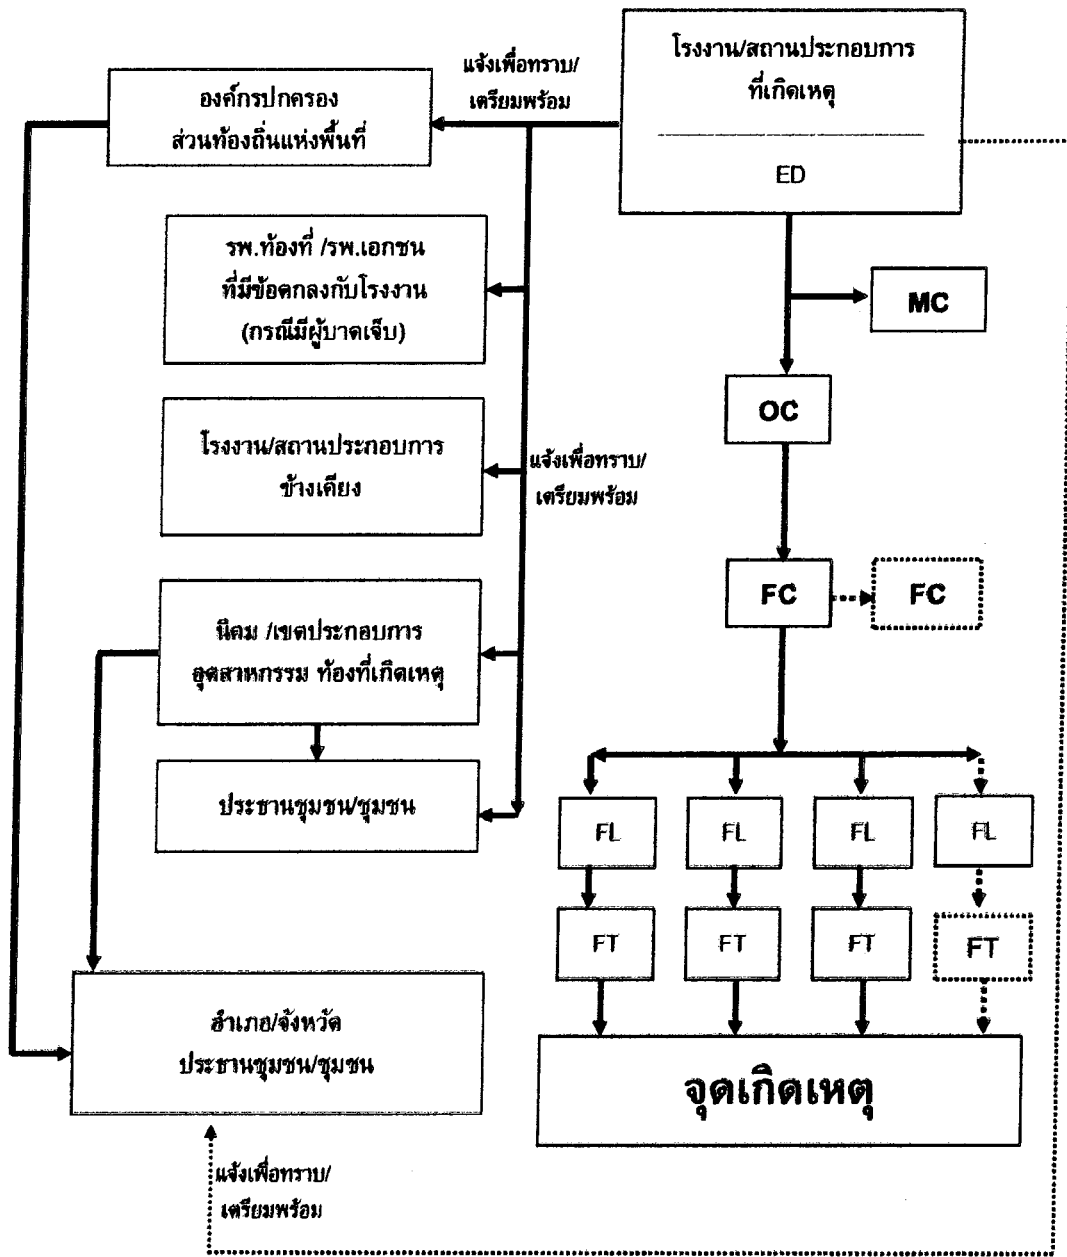 โรงงาน/สถานประกอบการ
ที่เกิดเหตุ
ED
แจ้งเพื่อทราบ/
เตรียมพร้อม
องค์กรปกครอง
ส่วนท้องถิ่นแห่งพื้นที่
รพ.ท้องที่ /รพ.เอกชน
ที่มีข้อตกลงกับโรงงาน
(กรณีมีผู้บาดเจ็บ)
MC
OC
โรงงาน/สถานประกอบการ
ข้างเคียง
แจ้งเพื่อทราบ/
เตรียมพร้อม
FC
FC
นิคม /เขตประกอบการ
อุตสาหกรรม ท้องที่เกิดเหตุ
ประธานชุมชน/ชุมชน
FL
FL
FL
FL
FT
FT
FT
FT
อำเภอ/จังหวัด
ประธานชุมชน/ชุมชน
จุดเกิดเหตุ
แจ้งเพื่อทราบ/
เตรียมพร้อม